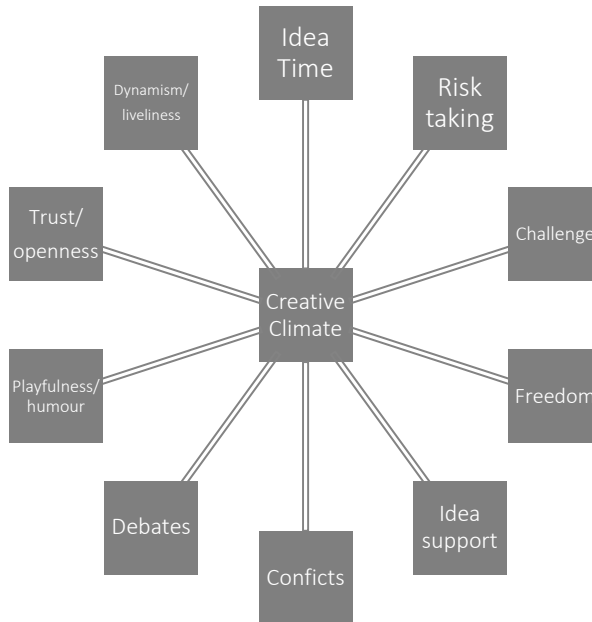 Idea
Time
Risk
taking
Challenge
Freedom
Idea
support
Conficts
Debates
Playfulness/
humour
Trust/
openness
Dynamism/
liveliness
Creative
Climate